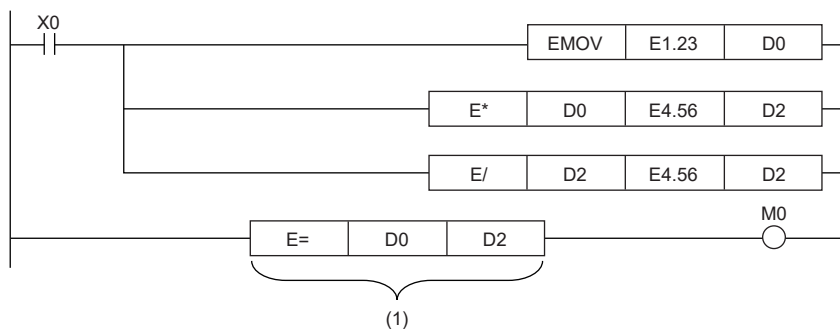 X0
EMOV E1.23 D0
E* D0 E4.56 D2
E/ D2 E4.56 D2
M0
E= D0 D2
(1)